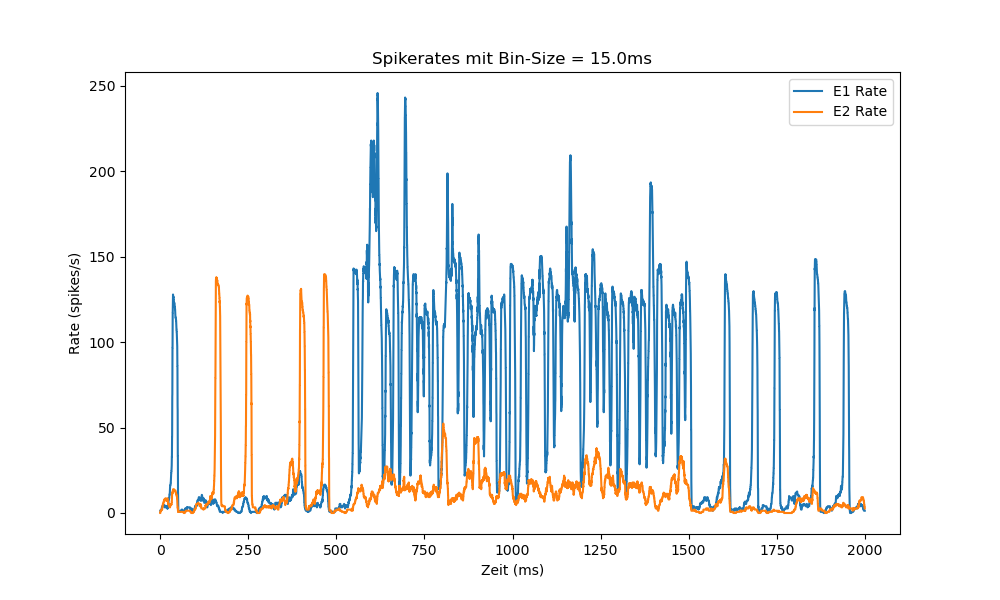 Spikerates mit Bin-Size = 15.0ms
E1 Rate
E2 Rate
250
200
150
100
50
0
Rate (spikes/s)
0 250 500 750 1000 1250 1500 1750 2000
Zeit (ms)